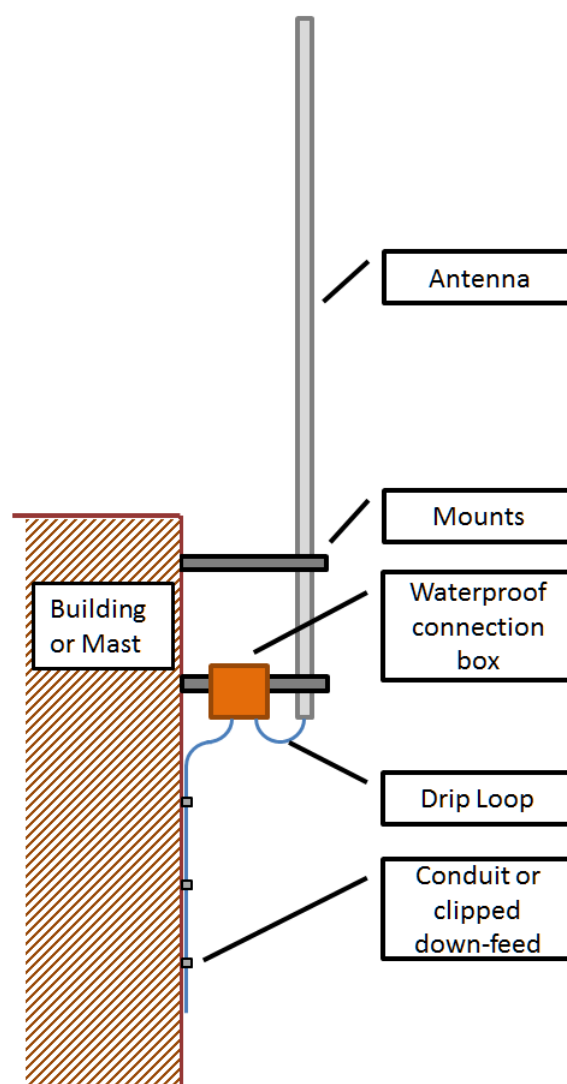 Antenna
Mounts
Building
or Mast
Waterproof
connection
box
Drip Loop
Conduit or
clipped
down-feed